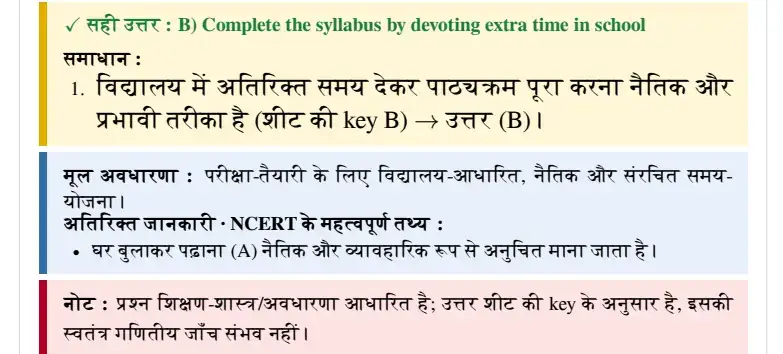 ✓ सही उत्तर : B) Complete the syllabus by devoting extra time in school
समाधान :
1. विद्यालय में अतिरिक्त समय देकर पाठ्यक्रम पूरा करना नैतिक और
प्रभावी तरीका है (शीट की key B) → उत्तर (B)।
मूल अवधारणा : परीक्षा-तैयारी के लिए विद्यालय-आधारित, नैतिक और संरचित समय-
योजना।
अतिरिक्त जानकारी · NCERT के महत्वपूर्ण तथ्य :
• घर बुलाकर पढ़ाना (A) नैतिक और व्यावहारिक रूप से अनुचित माना जाता है।
नोट : प्रश्न शिक्षण-शास्त्र/अवधारणा आधारित है; उत्तर शीट की key के अनुसार है, इसकी
स्वतंत्र गणितीय जाँच संभव नहीं।